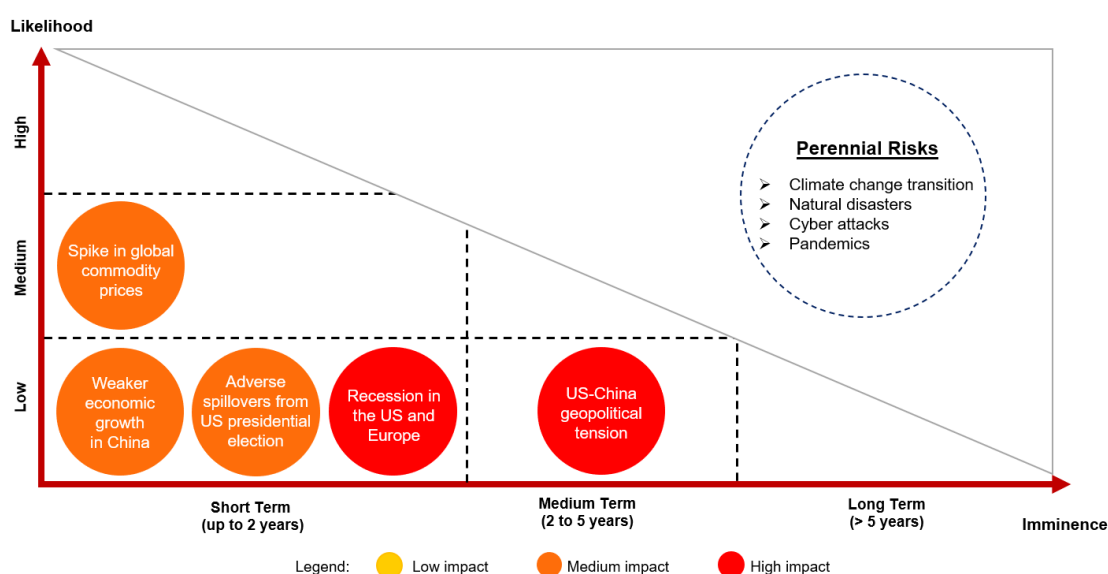 Likelihood
High
Medium
Low
Perennial Risks
➢ Climate change transition
➢ Natural disasters
➢ Cyber attacks
➢ Pandemics
Spike in global
commodity
prices
Weaker
economic
growth
in China
Adverse
spillovers from
US presidential
election
Recession in
the US and
Europe
US-China
geopolitical
tension
Short Term
(up to 2 years)
Medium Term
(2 to 5 years)
Long Term
(> 5 years)
Imminence
Legend:
Low impact
Medium impact
High impact